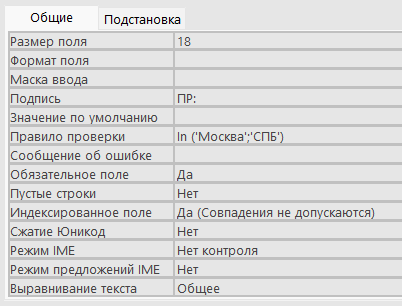 Общие Подстановка
Размер поля 18
Формат поля
Маска ввода
Подпись ПР:
Значение по умолчанию
Правило проверки In ('Москва';'СПБ')
Сообщение об ошибке
Обязательное поле Да
Пустые строки Нет
Индексированное поле Да (Совпадения не допускаются)
Сжатие Юникод Нет
Режим IME Нет контроля
Режим предложений IME Нет
Выравнивание текста Общее